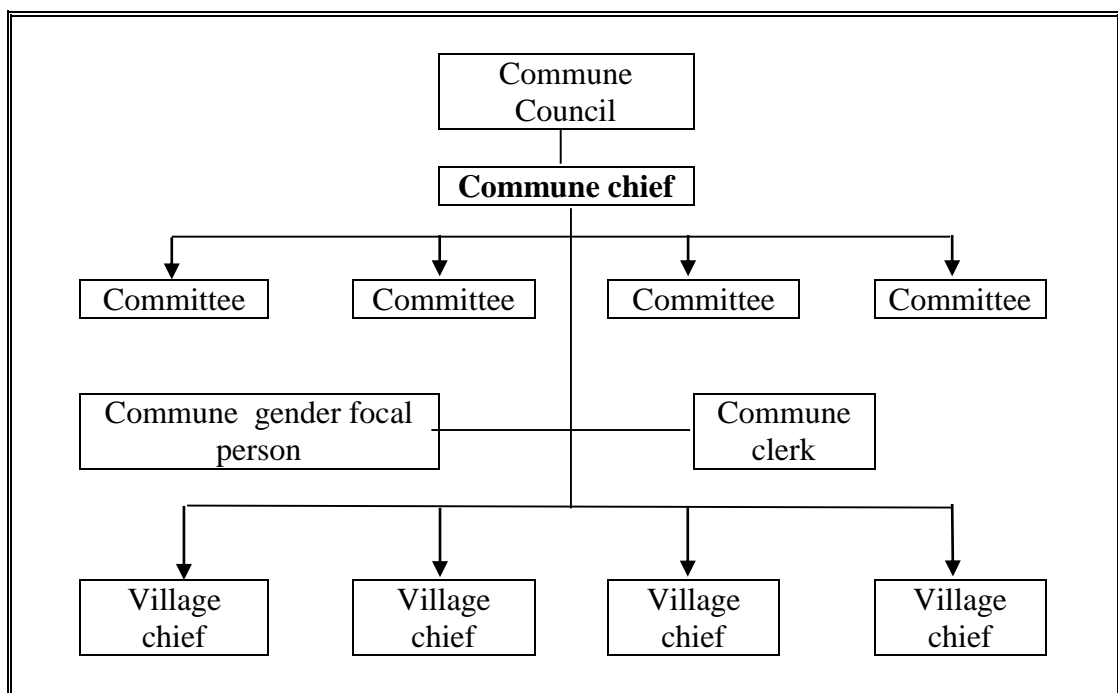 Commune
Council
Commune chief
Committee
Committee
Committee
Committee
Commune gender focal
person
Commune
clerk
Village
chief
Village
chief
Village
chief
Village
chief